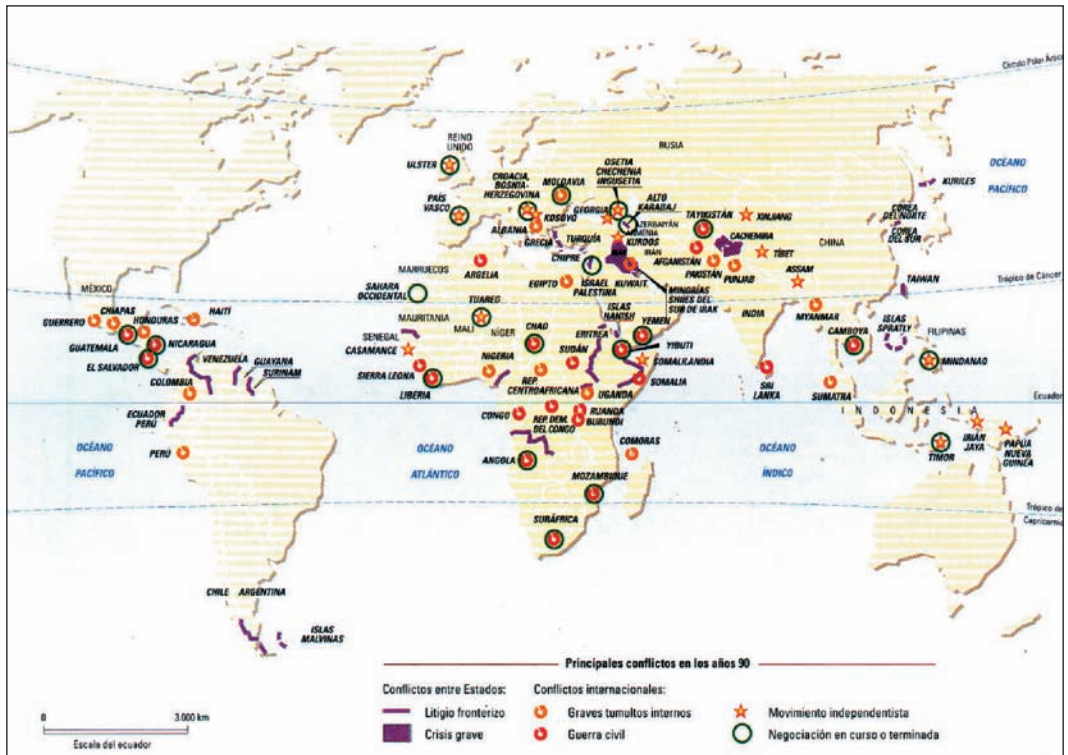 Círculo Polar Ártico
REINO
UNIDO
ULSTER
RUSIA
OCÉANO
PACÍFICO
KURILES
PAÍS
VASCO
CROACIA,
BOSNIA-
HERZEGOVINA
MOLDAVIA
OSETIA
CHECHENIA
INGUSETIA
ALTO
KARABAJ
GEORGIA
KOSOVO
ALBANIA
GRECIA
TURQUÍA
CHIPRE
AZERBAIYÁN
ARMENIA
KURDOS
IRÁN
TAYIKISTÁN
CACHEMIRA
XINJIANG
CHINA
COREA
DEL NORTE
COREA
DEL SUR
AFGANISTÁN
PAKISTÁN
PUNJAB
TÍBET
ASSAM
MARRUECOS
ARGELIA
EGIPTO
ISRAEL
PALESTINA
KUWAIT
MINORÍAS
SHIIES DEL
SUR DE IRAK
TAIWAN
Trópico de Cáncer
SAHARA
OCCIDENTAL
MÉXICO
CHIAPAS
GUERRERO
HONDURAS
HAITÍ
GUATEMALA
NICARAGUA
EL SALVADOR
VENEZUELA
GUAYANA
SURINAM
COLOMBIA
ECUADOR
PERÚ
PERÚ
OCÉANO
PACÍFICO
MAURITANIA
TUAREG
MALÍ
NÍGER
CHAD
SENEGAL
CASAMANCE
SIERRA LEONA
LIBERIA
NIGERIA
SUDÁN
REP.
CENTROAFRICANA
ERITREA
ISLAS
HANISH
YEMEN
YIBUTI
SOMALILANDIA
SOMALIA
UGANDA
CONGO
REP. DEM.
DEL CONGO
RUANDA
BURUNDI
ANGOLA
COMORAS
MOZAMBIQUE
SURÁFRICA
OCÉANO
ATLÁNTICO
OCÉANO
ÍNDICO
INDIA
MYANMAR
CAMBOYA
ISLAS
SPRATLY
FILIPINAS
MINDANAO
SRI
LANKA
SUMATRA
Ecuador
INDONESIA
TIMOR
IRIÁN
JAYA
PAPÚA
NUEVA
GUINEA
Trópico de
Capricornio
CHILE
ARGENTINA
ISLAS
MALVINAS
Principales conflictos en los años 90
Conflictos entre Estados:
Litigio fronterizo
Crisis grave
Conflictos internacionales:
Graves tumultos internos
Guerra civil
Movimiento independentista
Negociación en curso o terminada
0
3.000 km
Escala del ecuador